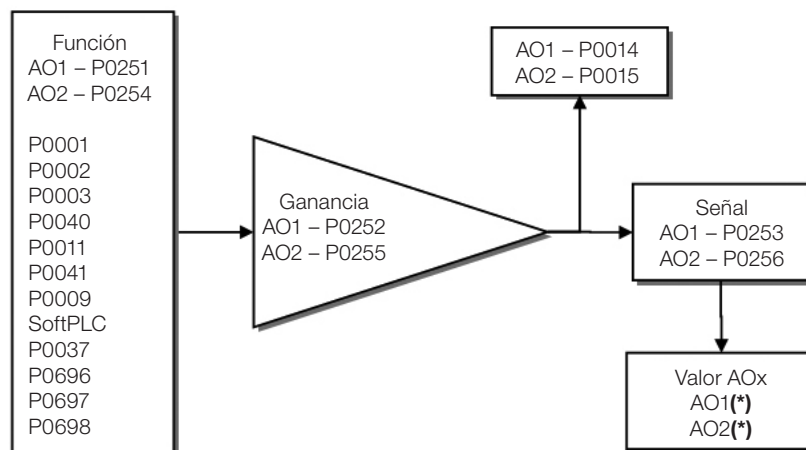 Función
AO1 – P0251
AO2 – P0254
P0001
P0002
P0003
P0040
P0011
P0041
P0009
SoftPLC
P0037
P0696
P0697
P0698
Ganancia
AO1 – P0252
AO2 – P0255
AO1 – P0014
AO2 – P0015
Señal
AO1 – P0253
AO2 – P0256
Valor AOx
AO1(*)
AO2(*)